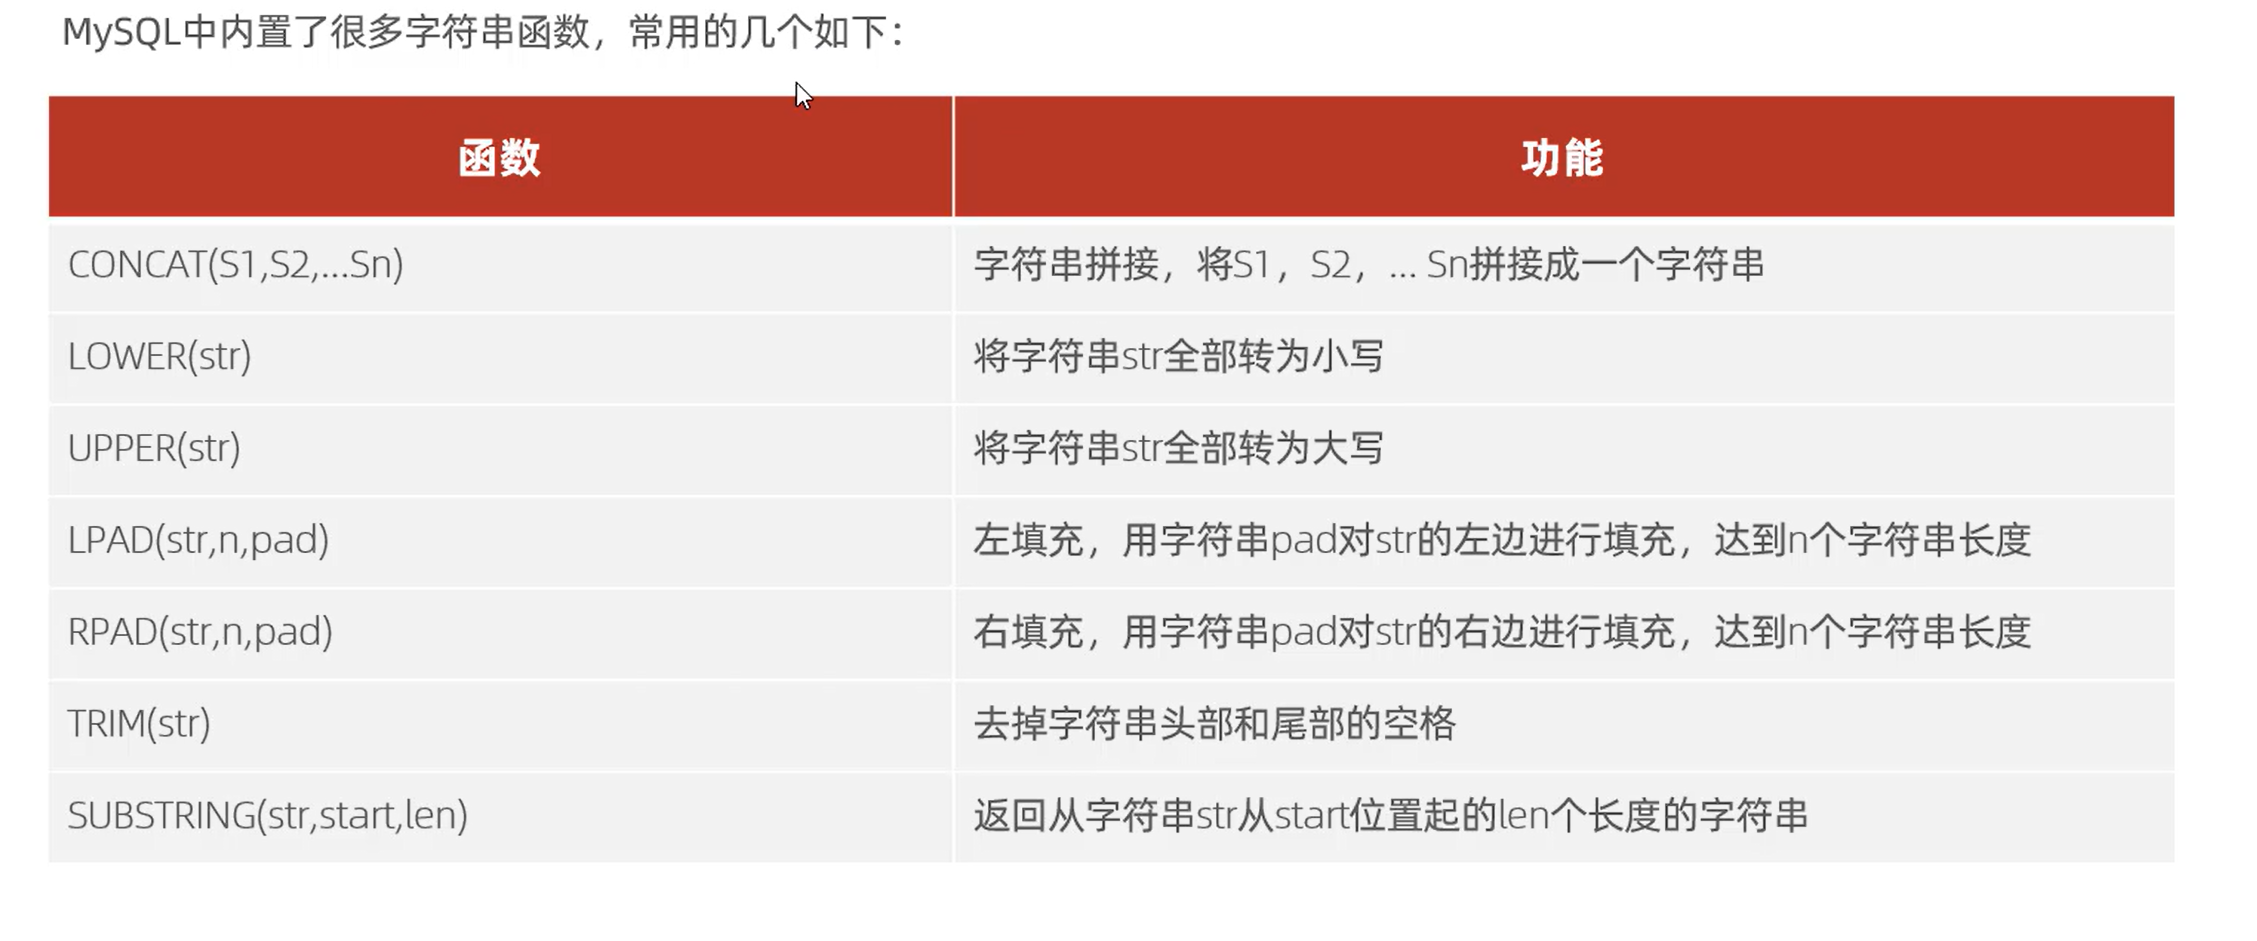 MySQL中内置了很多字符串函数，常用的几个如下：
函数 功能
CONCAT(S1,S2,...Sn) 字符串拼接，将S1，S2，... Sn拼接成一个字符串
LOWER(str) 将字符串str全部转为小写
UPPER(str) 将字符串str全部转为大写
LPAD(str,n,pad) 左填充，用字符串pad对str的左边进行填充，达到n个字符串长度
RPAD(str,n,pad) 右填充，用字符串pad对str的右边进行填充，达到n个字符串长度
TRIM(str) 去掉字符串头部和尾部的空格
SUBSTRING(str,start,len) 返回从字符串str从start位置起的len个长度的字符串